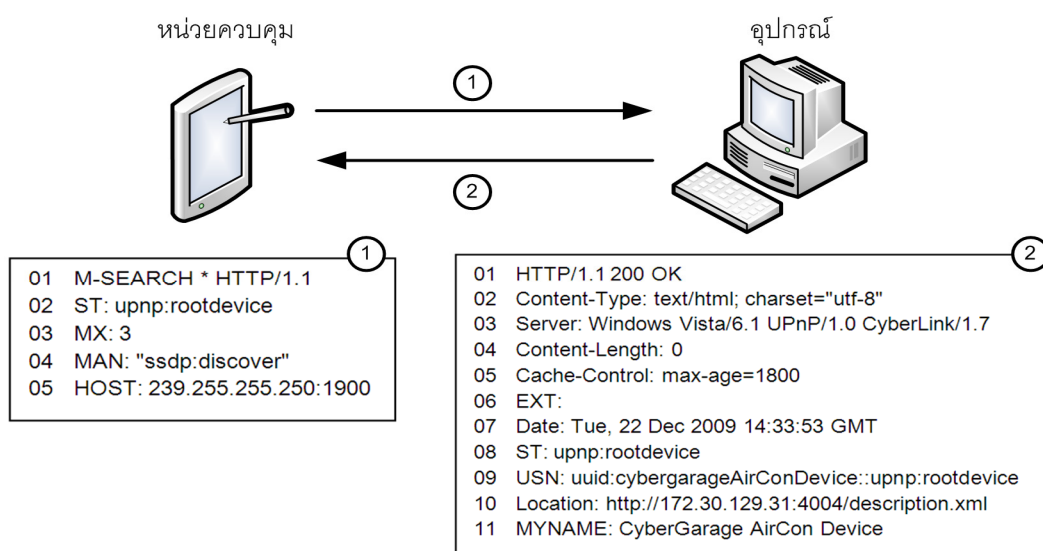 หน่วยควบคุม
อุปกรณ์
1
2
1
01 M-SEARCH * HTTP/1.1
02 ST: upnp:rootdevice
03 MX: 3
04 MAN: "ssdp:discover"
05 HOST: 239.255.255.250:1900
2
01 HTTP/1.1 200 OK
02 Content-Type: text/html; charset="utf-8"
03 Server: Windows Vista/6.1 UPnP/1.0 CyberLink/1.7
04 Content-Length: 0
05 Cache-Control: max-age=1800
06 EXT:
07 Date: Tue, 22 Dec 2009 14:33:53 GMT
08 ST: upnp:rootdevice
09 USN: uuid:cybergarageAirConDevice::upnp:rootdevice
10 Location: http://172.30.129.31:4004/description.xml
11 MYNAME: CyberGarage AirCon Device